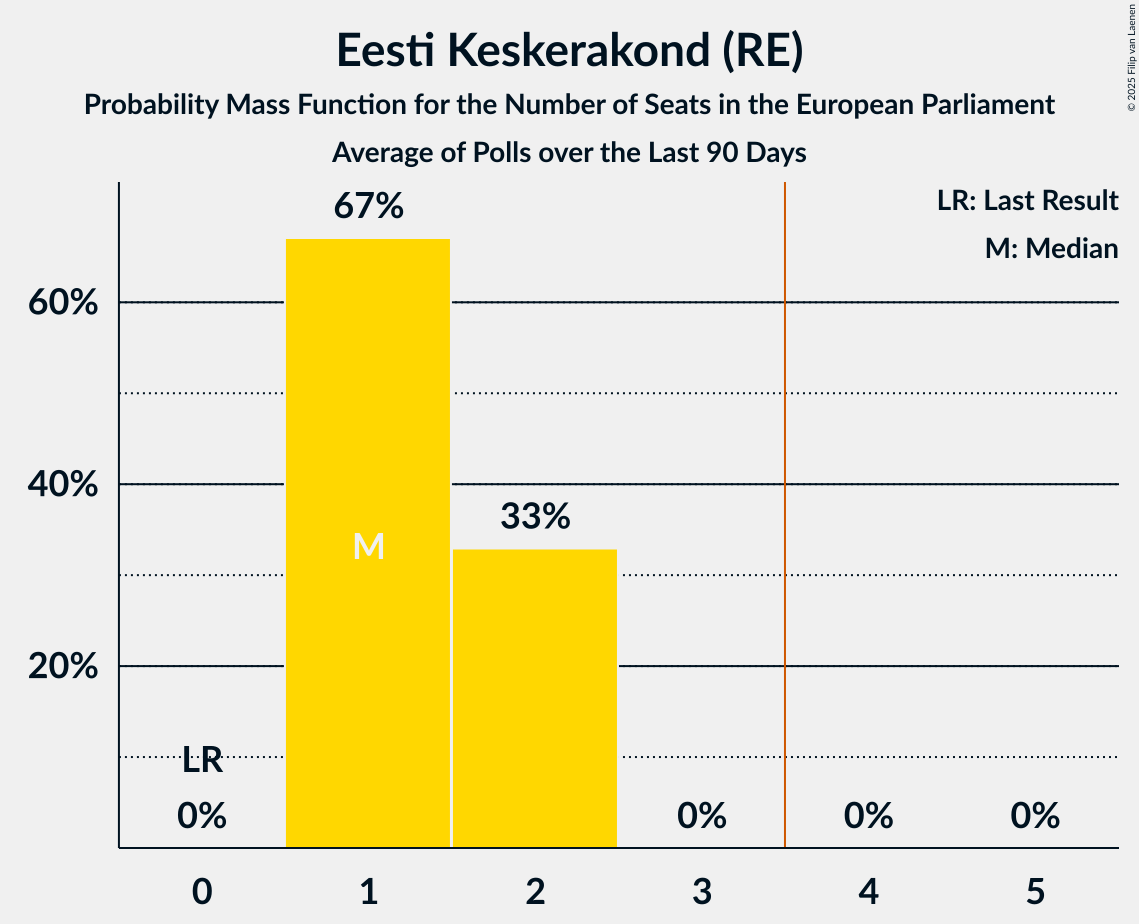 Eesti Keskerakond (RE)
Probability Mass Function for the Number of Seats in the European Parliament
Average of Polls over the Last 90 Days
© 2025 Filip van Laenen
LR: Last Result
M: Median
67%
60%
40%
33%
M
20%
LR
0%
0%
0%
0%
0
1
2
3
4
5